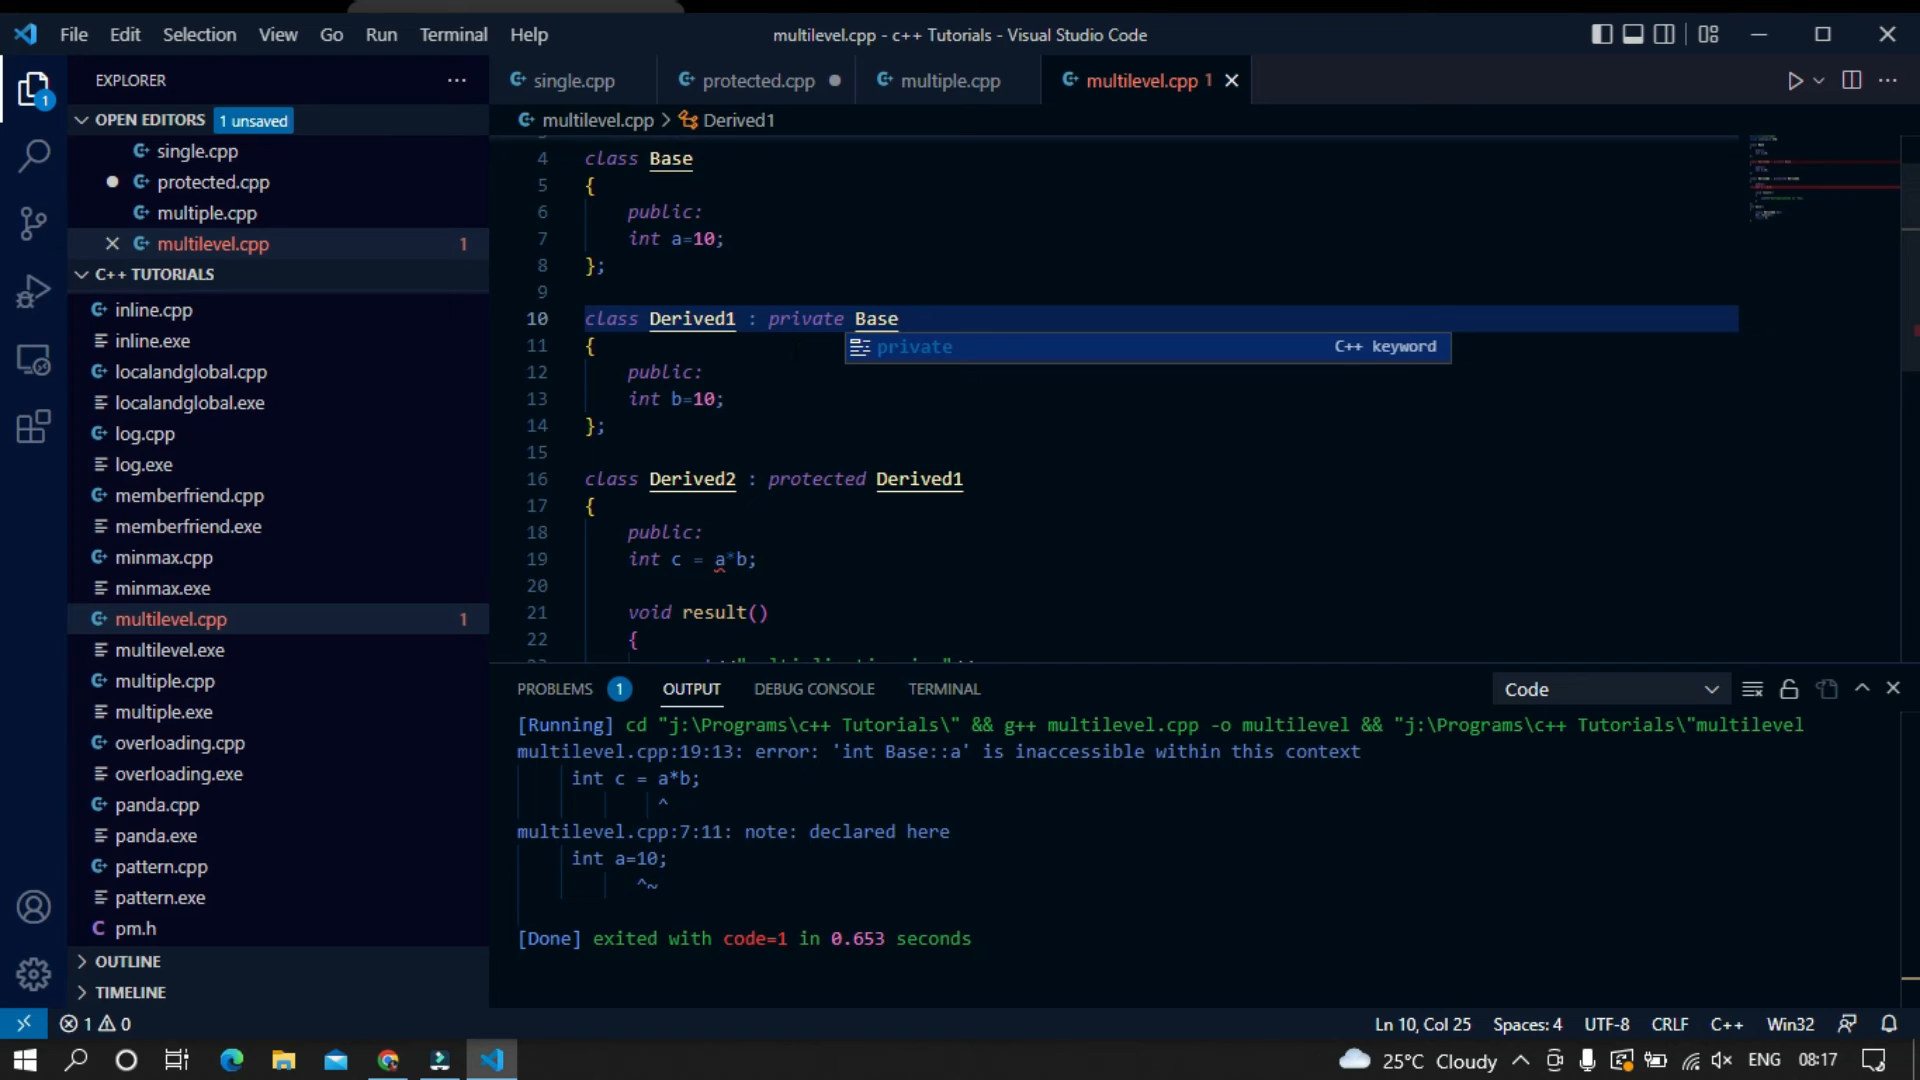 File Edit Selection View Go Run Terminal Help
multilevel.cpp - c++ Tutorials - Visual Studio Code
EXPLORER
1
OPEN EDITORS 1 unsaved
single.cpp
protected.cpp
multiple.cpp
multilevel.cpp 1
C++ TUTORIALS
inline.cpp
inline.exe
localandglobal.cpp
localandglobal.exe
log.cpp
log.exe
memberfriend.cpp
memberfriend.exe
minmax.cpp
minmax.exe
multilevel.cpp 1
multilevel.exe
multiple.cpp
multiple.exe
overloading.cpp
overloading.exe
panda.cpp
panda.exe
pattern.cpp
pattern.exe
C pm.h
OUTLINE
TIMELINE
single.cpp protected.cpp multiple.cpp multilevel.cpp 1
multilevel.cpp > Derived1
4 class Base
5 {
6 public:
7 int a=10;
8 };
9
10 class Derived1 : private Base
private C++ keyword
11 {
12 public:
13 int b=10;
14 };
15
16 class Derived2 : protected Derived1
17 {
18 public:
19 int c = a*b;
20
21 void result()
22 {
PROBLEMS 1 OUTPUT DEBUG CONSOLE TERMINAL Code
[Running] cd "j:\Programs\c++ Tutorials\" && g++ multilevel.cpp -o multilevel && "j:\Programs\c++ Tutorials\"multilevel
multilevel.cpp:19:13: error: 'int Base::a' is inaccessible within this context
int c = a*b;
^
multilevel.cpp:7:11: note: declared here
int a=10;
^~
[Done] exited with code=1 in 0.653 seconds
1 0 Ln 10, Col 25 Spaces: 4 UTF-8 CRLF C++ Win32
25°C Cloudy ENG 08:17